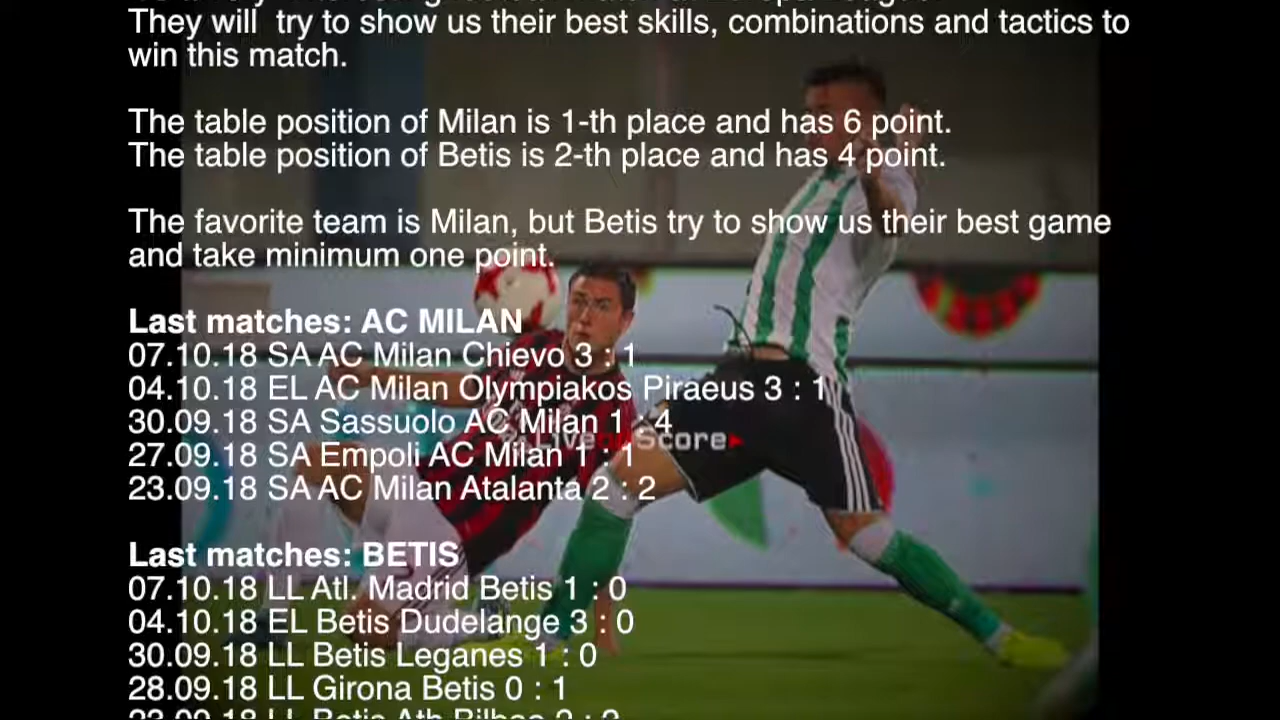 They will  try to show us their best skills, combinations and tactics to
win this match.
The table position of Milan is 1-th place and has 6 point.
The table position of Betis is 2-th place and has 4 point.
The favorite team is Milan, but Betis try to show us their best game
and take minimum one point.
Last matches: AC MILAN
07.10.18 SA AC Milan Chievo 3 : 1
04.10.18 EL AC Milan Olympiakos Piraeus 3 : 1
30.09.18 SA Sassuolo AC Milan 1 : 4
LiveonScore
27.09.18 SA Empoli AC Milan 1 : 1
23.09.18 SA AC Milan Atalanta 2 : 2
Last matches: BETIS
07.10.18 LL Atl. Madrid Betis 1 : 0
04.10.18 EL Betis Dudelange 3 : 0
30.09.18 LL Betis Leganes 1 : 0
28.09.18 LL Girona Betis 0 : 1